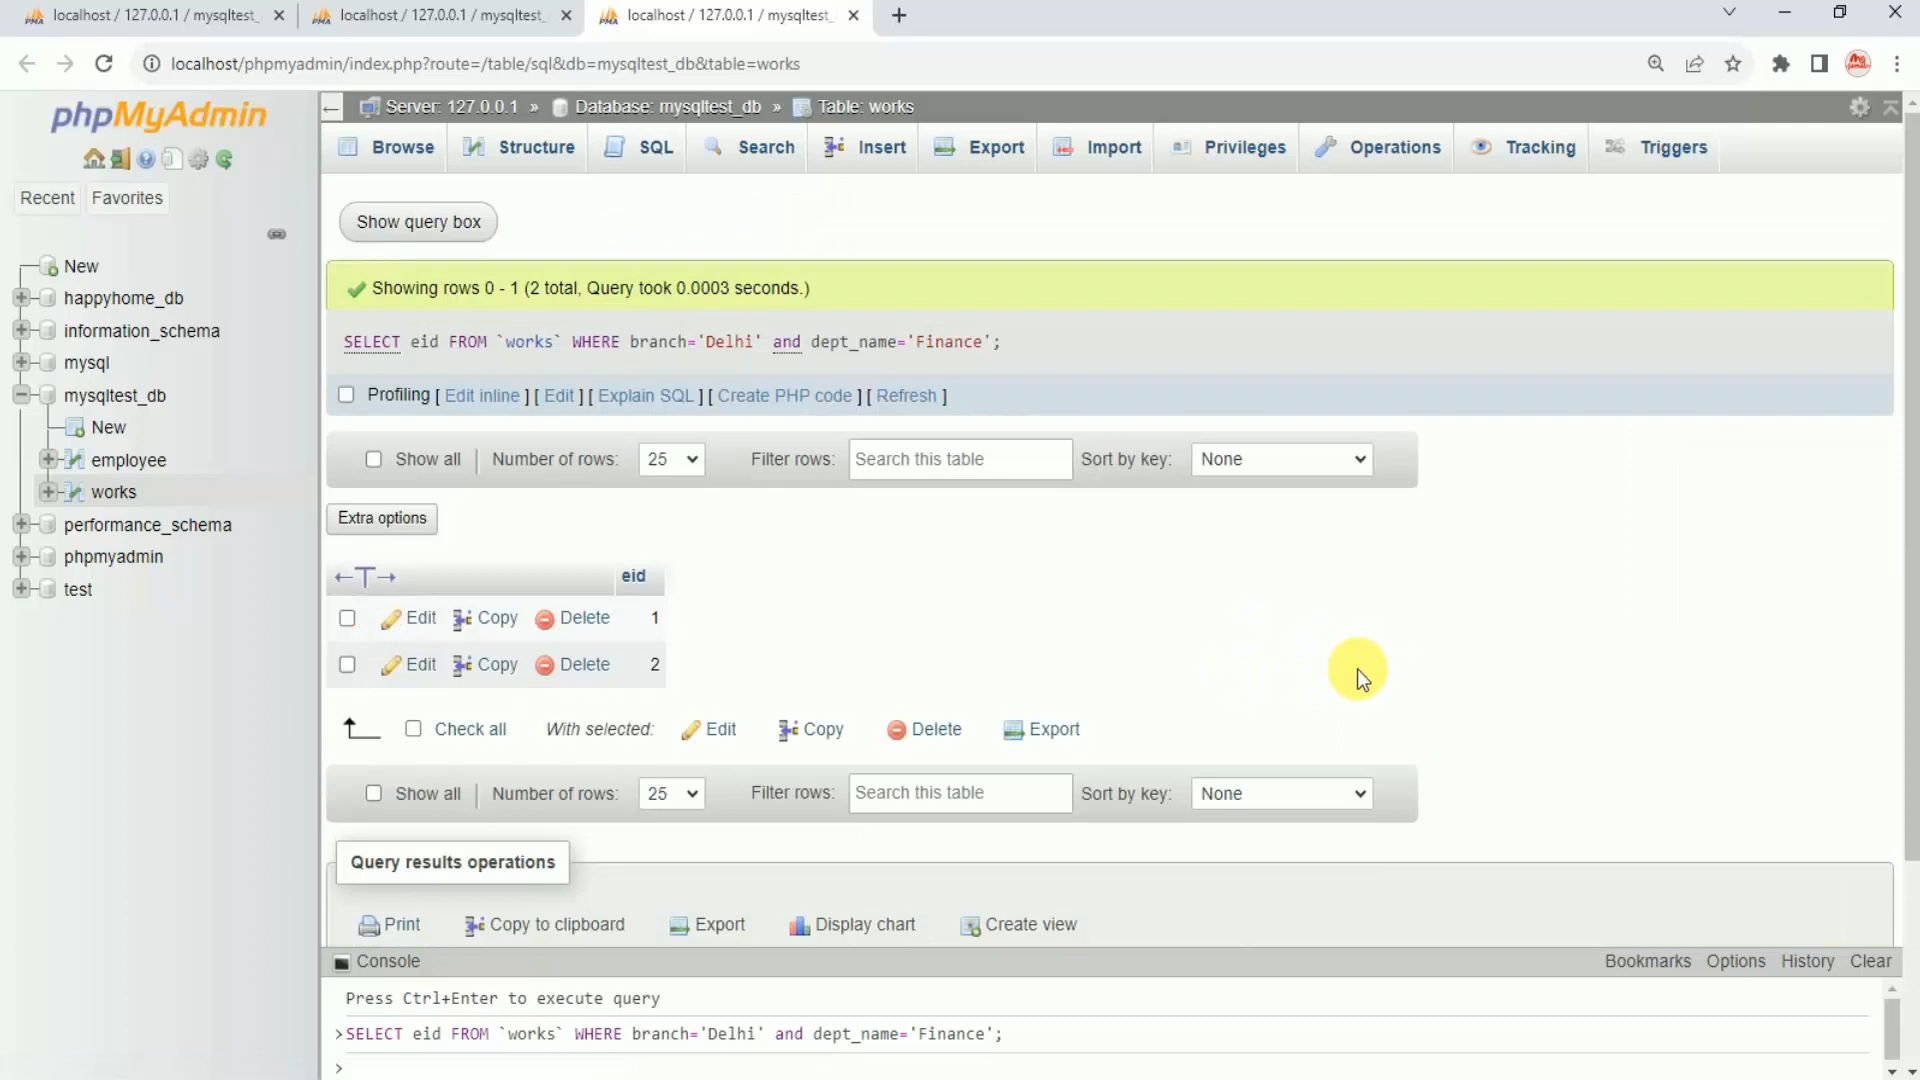 localhost / 127.0.0.1 / mysqltest_ localhost / 127.0.0.1 / mysqltest_ localhost / 127.0.0.1 / mysqltest_
localhost/phpmyadmin/index.php?route=/table/sql&db=mysqltest_db&table=works
phpMyAdmin
Recent Favorites
New
happyhome_db
information_schema
mysql
mysqltest_db
New
employee
works
performance_schema
phpmyadmin
test
Server: 127.0.0.1 » Database: mysqltest_db » Table: works
Browse Structure SQL Search Insert Export Import Privileges Operations Tracking Triggers
Show query box
Showing rows 0 - 1 (2 total, Query took 0.0003 seconds.)
SELECT eid FROM `works` WHERE branch='Delhi' and dept_name='Finance';
Profiling [ Edit inline ] [ Edit ] [ Explain SQL ] [ Create PHP code ] [ Refresh ]
Show all | Number of rows: 25 Filter rows: Search this table Sort by key: None
Extra options
←T→ eid
Edit Copy Delete 1
Edit Copy Delete 2
Check all With selected: Edit Copy Delete Export
Show all | Number of rows: 25 Filter rows: Search this table Sort by key: None
Query results operations
Print Copy to clipboard Export Display chart Create view
Console Bookmarks Options History Clear
Press Ctrl+Enter to execute query
>SELECT eid FROM `works` WHERE branch='Delhi' and dept_name='Finance';
>